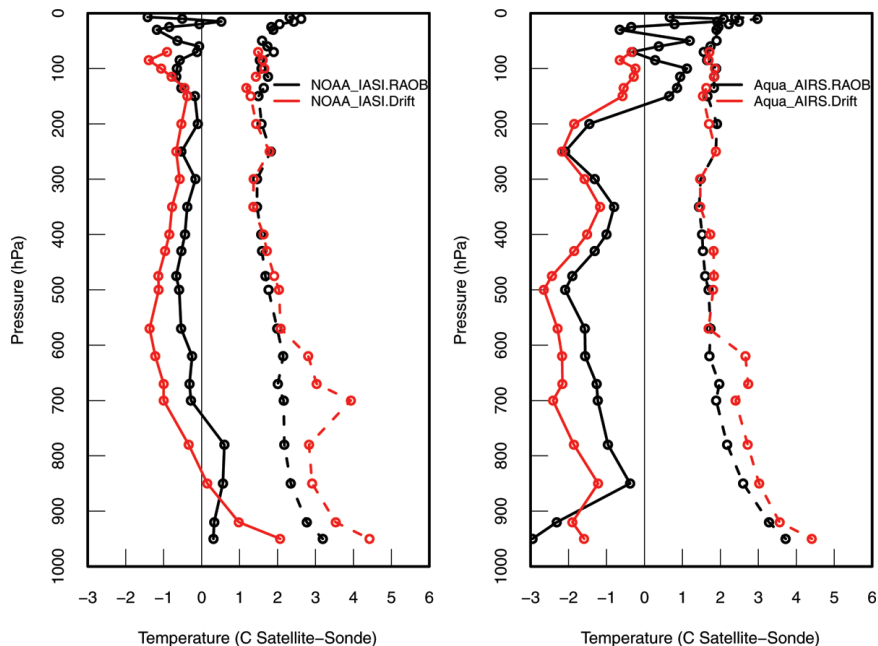 0
100
200
300
400
500
600
700
800
900
1000
Pressure (hPa)
NOAA_IASI.RAOB
NOAA_IASI.Drift
−3 −2 −1 0 1 2 3 4 5 6
Temperature (C Satellite−Sonde)
0
100
200
300
400
500
600
700
800
900
1000
Pressure (hPa)
Aqua_AIRS.RAOB
Aqua_AIRS.Drift
−3 −2 −1 0 1 2 3 4 5 6
Temperature (C Satellite−Sonde)